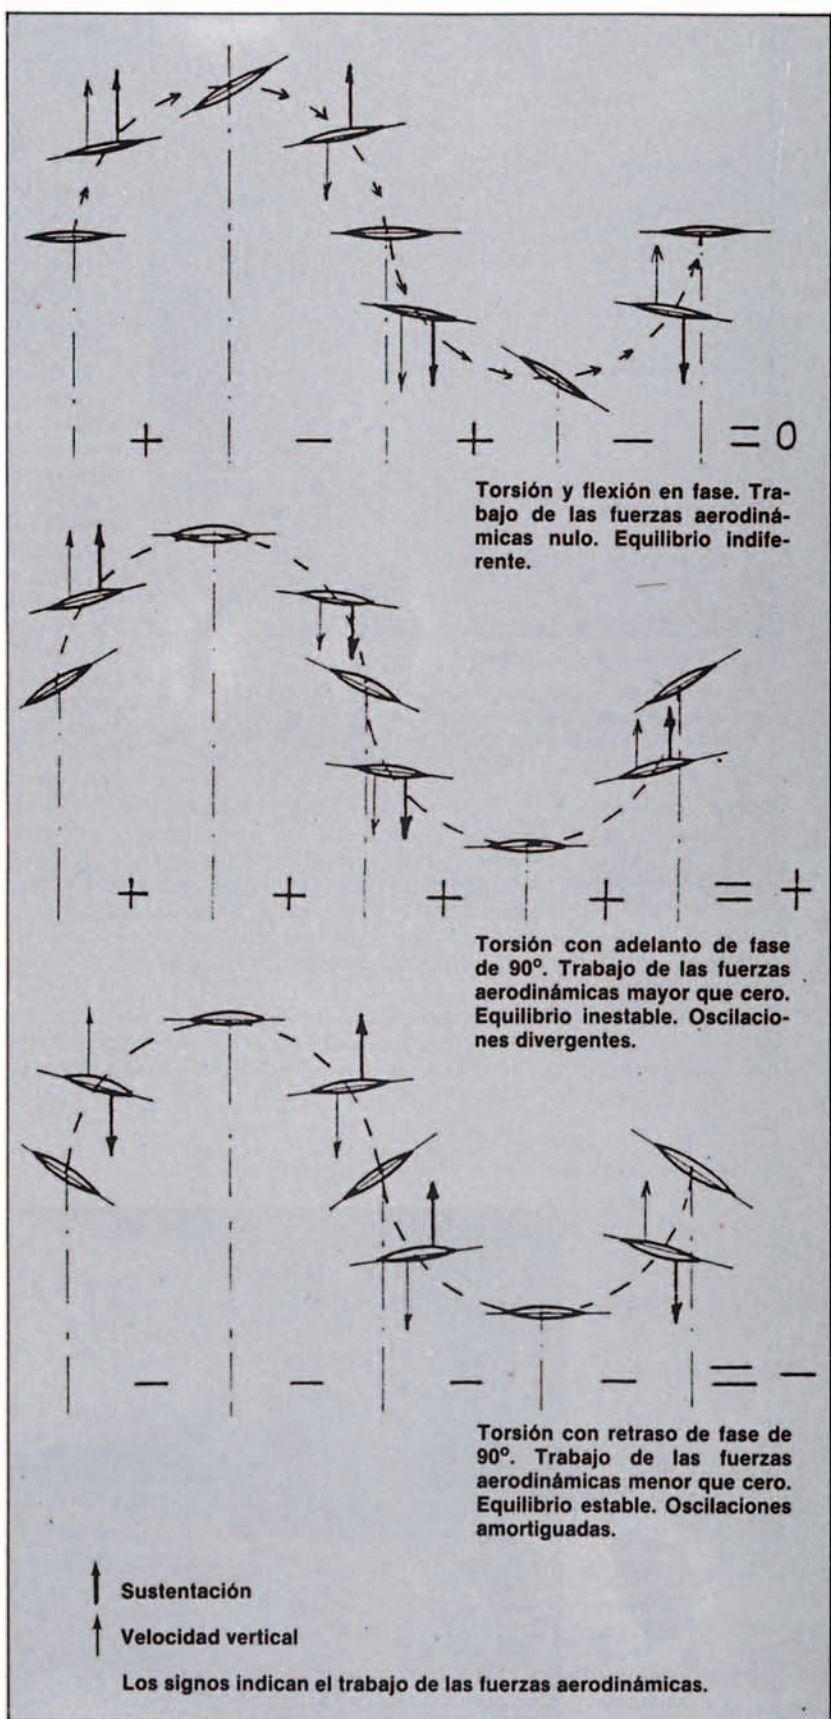 + − + − = 0
Torsión y flexión en fase. Tra-
bajo de las fuerzas aerodiná-
micas nulo. Equilibrio indife-
rente.
+ + + + = +
Torsión con adelanto de fase
de 90º. Trabajo de las fuerzas
aerodinámicas mayor que cero.
Equilibrio inestable. Oscilacio-
nes divergentes.
− − − − = −
Torsión con retraso de fase de
90º. Trabajo de las fuerzas
aerodinámicas menor que cero.
Equilibrio estable. Oscilaciones
amortiguadas.
Sustentación
Velocidad vertical
Los signos indican el trabajo de las fuerzas aerodinámicas.